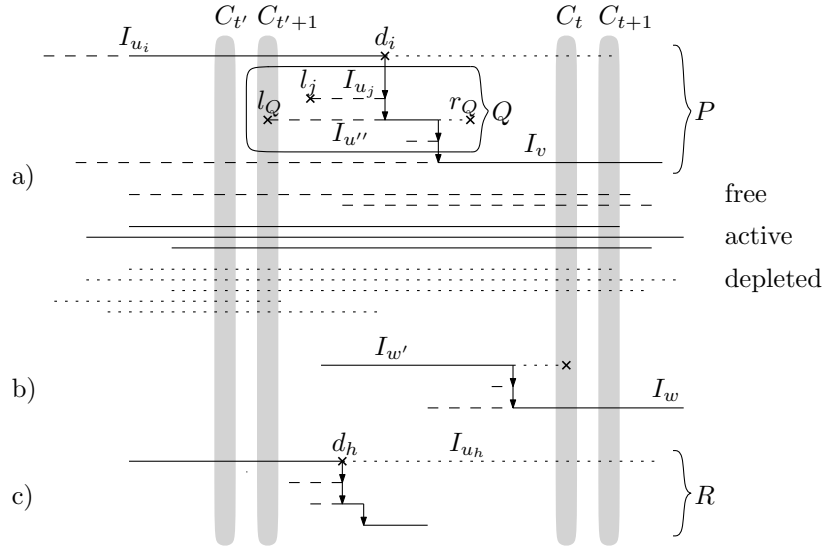 C_{t'} C_{t'+1} C_t C_{t+1}
I_{u_i} d_i
l_j I_{u_j}
l_Q r_Q Q P
I_{u''} I_v
a)
free
active
depleted
I_{w'}
b) I_w
d_h I_{u_h}
c) R